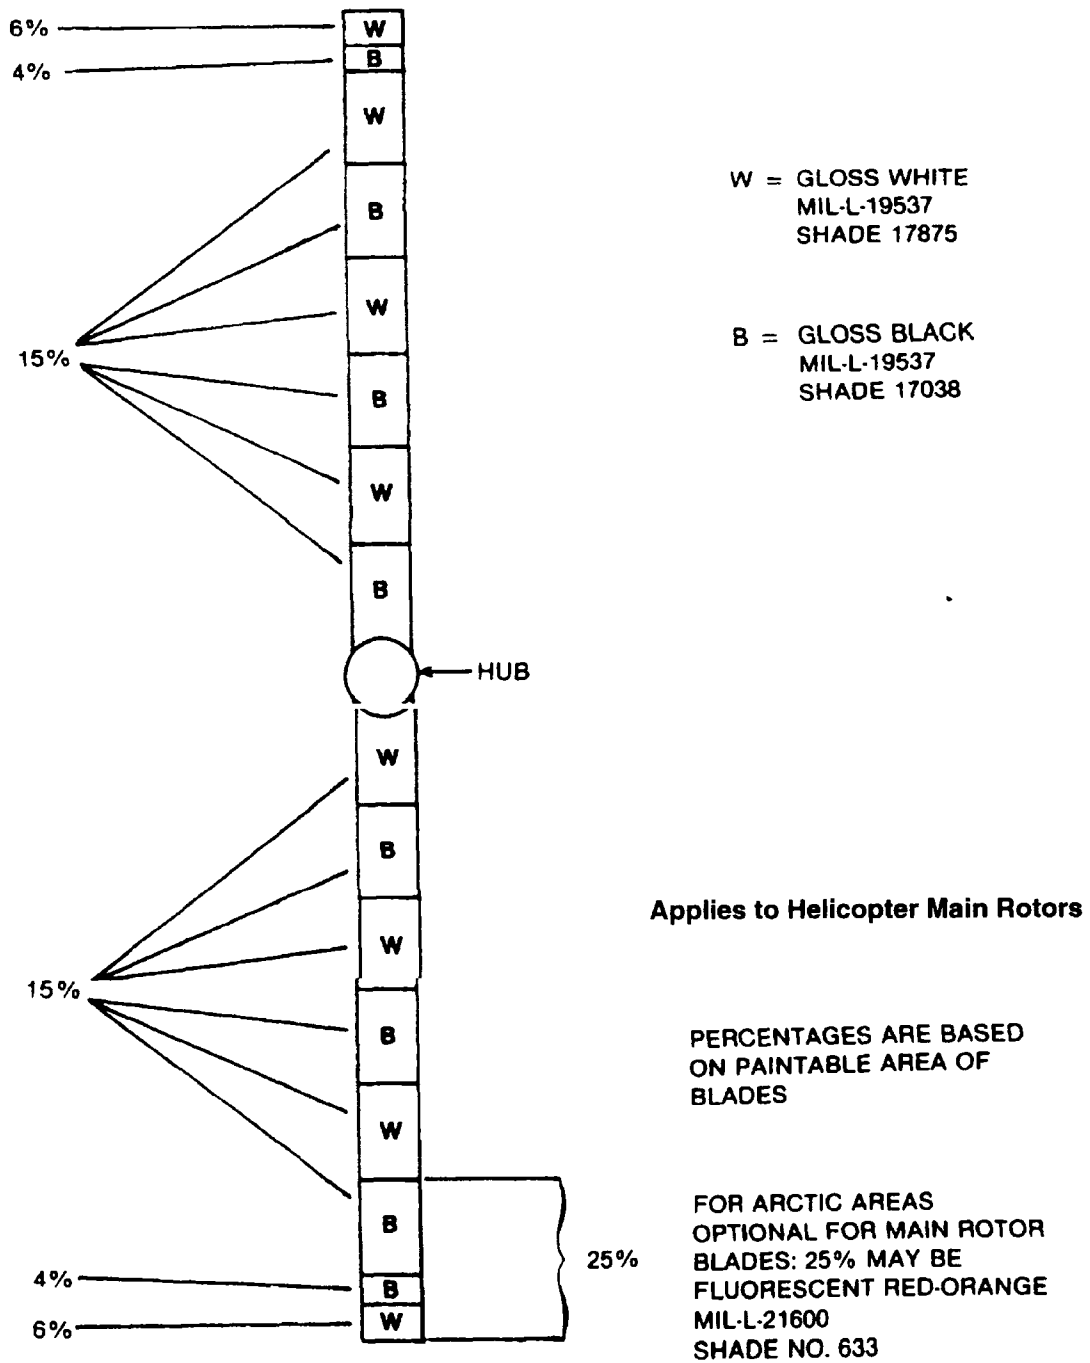 6%
W
4%
B
W
B
W
15%
B
W
B
W = GLOSS WHITE
MIL-L-19537
SHADE 17875
B = GLOSS BLACK
MIL-L-19537
SHADE 17038
HUB
W
B
W
15%
B
W
B
4%
B
6%
W
25%
Applies to Helicopter Main Rotors
PERCENTAGES ARE BASED
ON PAINTABLE AREA OF
BLADES
FOR ARCTIC AREAS
OPTIONAL FOR MAIN ROTOR
BLADES: 25% MAY BE
FLUORESCENT RED-ORANGE
MIL-L-21600
SHADE NO. 633